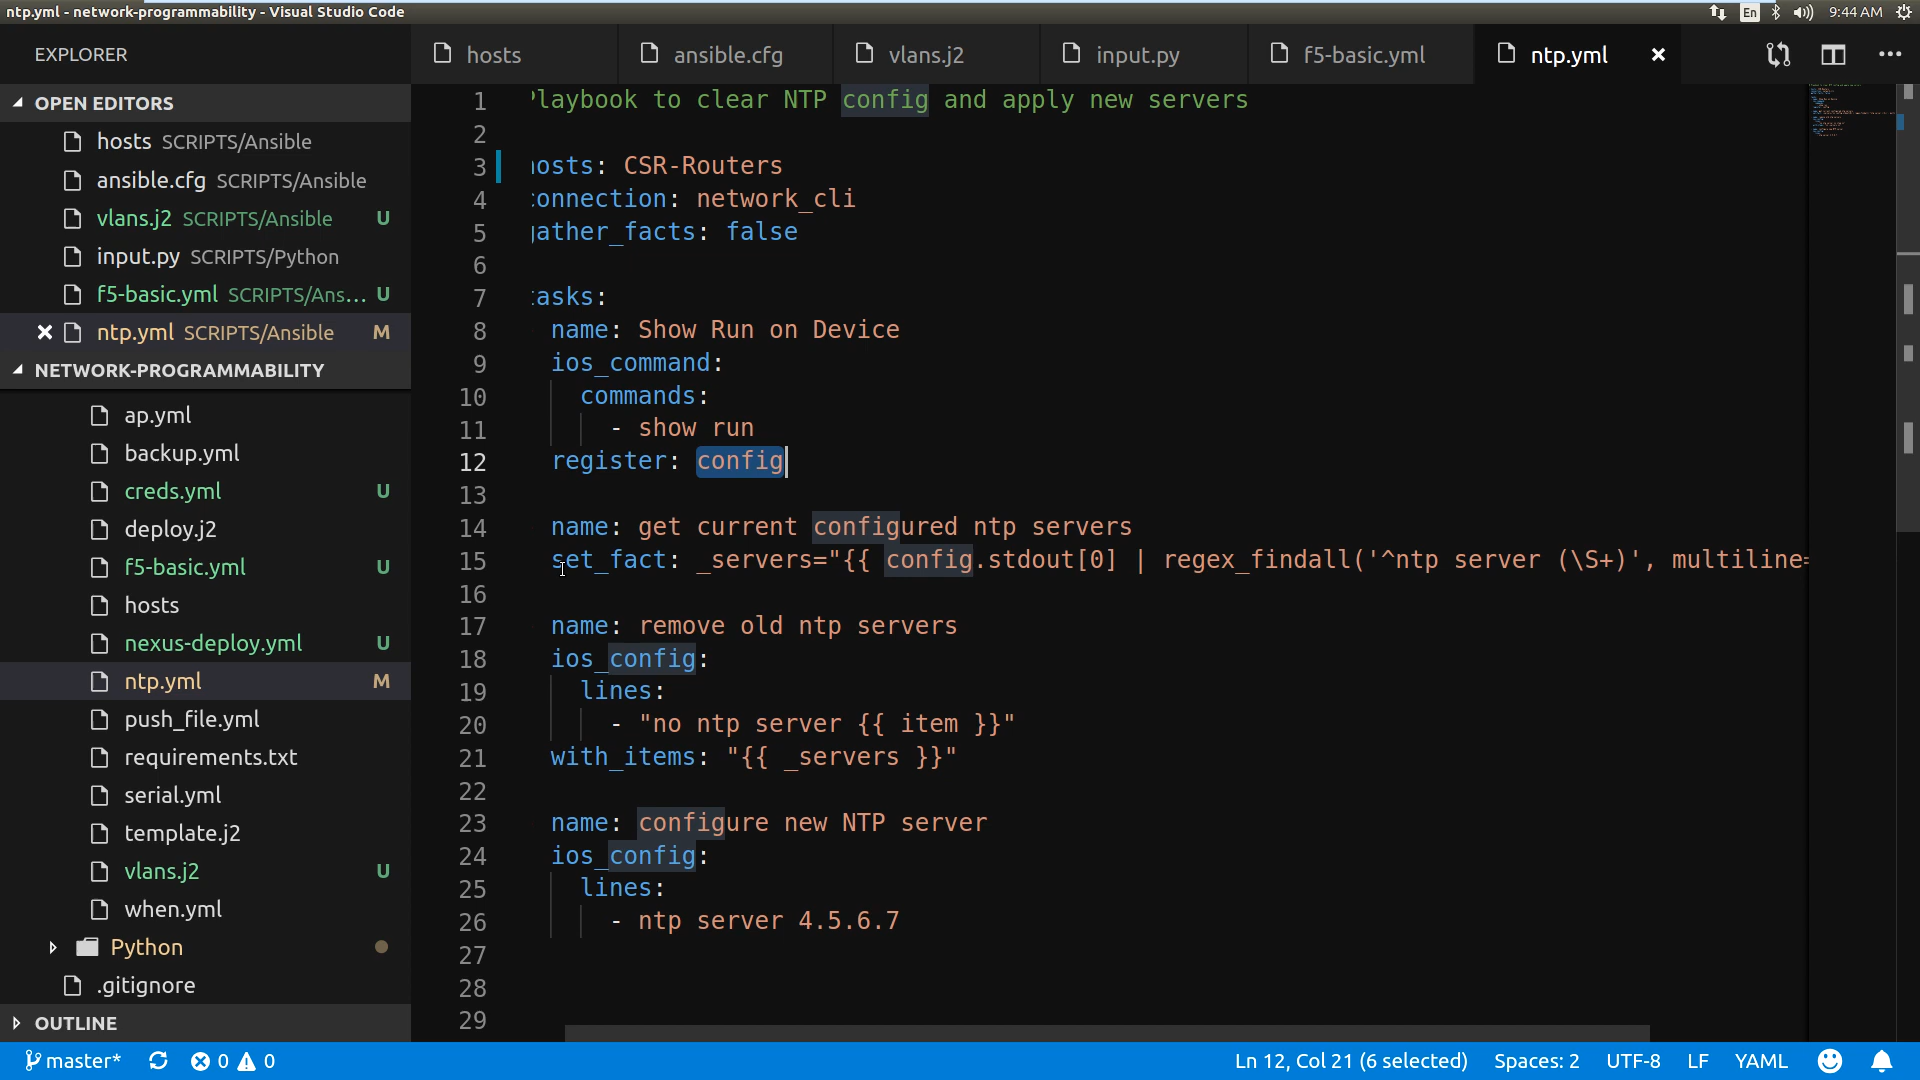 ntp.yml - network-programmability - Visual Studio Code
En
9:44 AM
EXPLORER
hosts
ansible.cfg
vlans.j2
input.py
f5-basic.yml
ntp.yml
OPEN EDITORS
hosts SCRIPTS/Ansible
ansible.cfg SCRIPTS/Ansible
vlans.j2 SCRIPTS/Ansible U
input.py SCRIPTS/Python
f5-basic.yml SCRIPTS/Ans... U
ntp.yml SCRIPTS/Ansible M
NETWORK-PROGRAMMABILITY
ap.yml
backup.yml
creds.yml U
deploy.j2
f5-basic.yml U
hosts
nexus-deploy.yml U
ntp.yml M
push_file.yml
requirements.txt
serial.yml
template.j2
vlans.j2 U
when.yml
Python
.gitignore
OUTLINE
1 Playbook to clear NTP config and apply new servers
2
3 hosts: CSR-Routers
4 connection: network_cli
5 gather_facts: false
6
7 tasks:
8 name: Show Run on Device
9 ios_command:
10 commands:
11 - show run
12 register: config
13
14 name: get current configured ntp servers
15 set_fact: _servers="{{ config.stdout[0] | regex_findall('^ntp server (\S+)', multiline=
16
17 name: remove old ntp servers
18 ios_config:
19 lines:
20 - "no ntp server {{ item }}"
21 with_items: "{{ _servers }}"
22
23 name: configure new NTP server
24 ios_config:
25 lines:
26 - ntp server 4.5.6.7
27
28
29
master*
0
0
Ln 12, Col 21 (6 selected)
Spaces: 2
UTF-8
LF
YAML